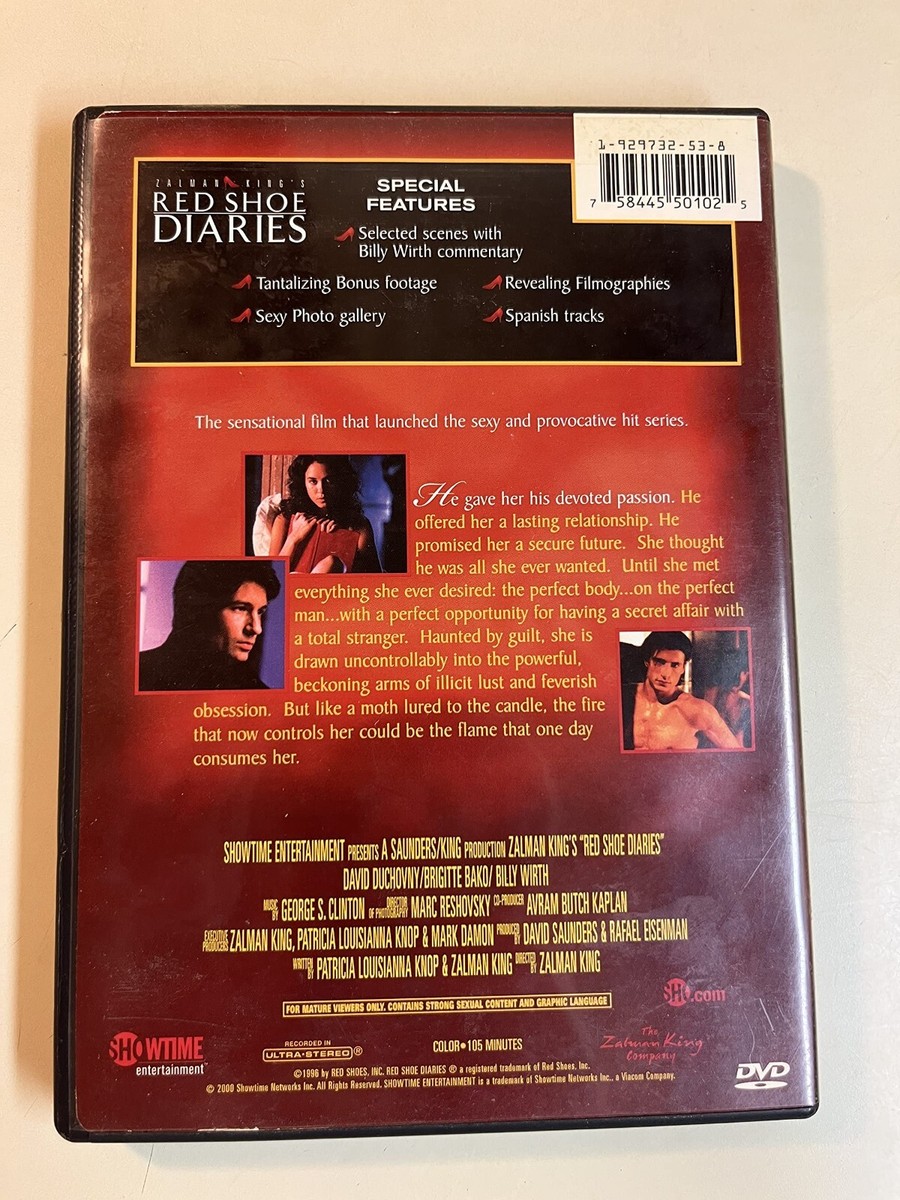 1-929732-53-8
7 58445 50102 5
ZALMAN KING'S
RED SHOE
DIARIES
SPECIAL
FEATURES
Selected scenes with
Billy Wirth commentary
Tantalizing Bonus footage
Revealing Filmographies
Sexy Photo gallery
Spanish tracks
The sensational film that launched the sexy and provocative hit series.
He gave her his devoted passion. He
offered her a lasting relationship. He
promised her a secure future. She thought
he was all she ever wanted. Until she met
everything she ever desired: the perfect body...on the perfect
man...with a perfect opportunity for having a secret affair with
a total stranger. Haunted by guilt, she is
drawn uncontrollably into the powerful,
beckoning arms of illicit lust and feverish
obsession. But like a moth lured to the candle, the fire
that now controls her could be the flame that one day
consumes her.
SHOWTIME ENTERTAINMENT PRESENTS A SAUNDERS/KING PRODUCTION ZALMAN KING'S "RED SHOE DIARIES"
DAVID DUCHOVNY/BRIGITTE BAKO/ BILLY WIRTH
MUSIC BY GEORGE S. CLINTON DIRECTOR OF PHOTOGRAPHY MARC RESHOVSKY CO-PRODUCER AVRAM BUTCH KAPLAN
EXECUTIVE PRODUCERS ZALMAN KING, PATRICIA LOUISIANNA KNOP & MARK DAMON PRODUCED BY DAVID SAUNDERS & RAFAEL EISENMAN
WRITTEN BY PATRICIA LOUISIANNA KNOP & ZALMAN KING DIRECTED BY ZALMAN KING
SHO.com
FOR MATURE VIEWERS ONLY. CONTAINS STRONG SEXUAL CONTENT AND GRAPHIC LANGUAGE
SHOWTIME
entertainment™
RECORDED IN
ULTRA-STEREO®
COLOR•105 MINUTES
The
Zalman King
Company
©1996 by RED SHOES, INC. RED SHOE DIARIES ® a registered trademark of Red Shoes, Inc.
© 2000 Showtime Networks Inc. All Rights Reserved. SHOWTIME ENTERTAINMENT is a trademark of Showtime Networks Inc., a Viacom Company.
DVD